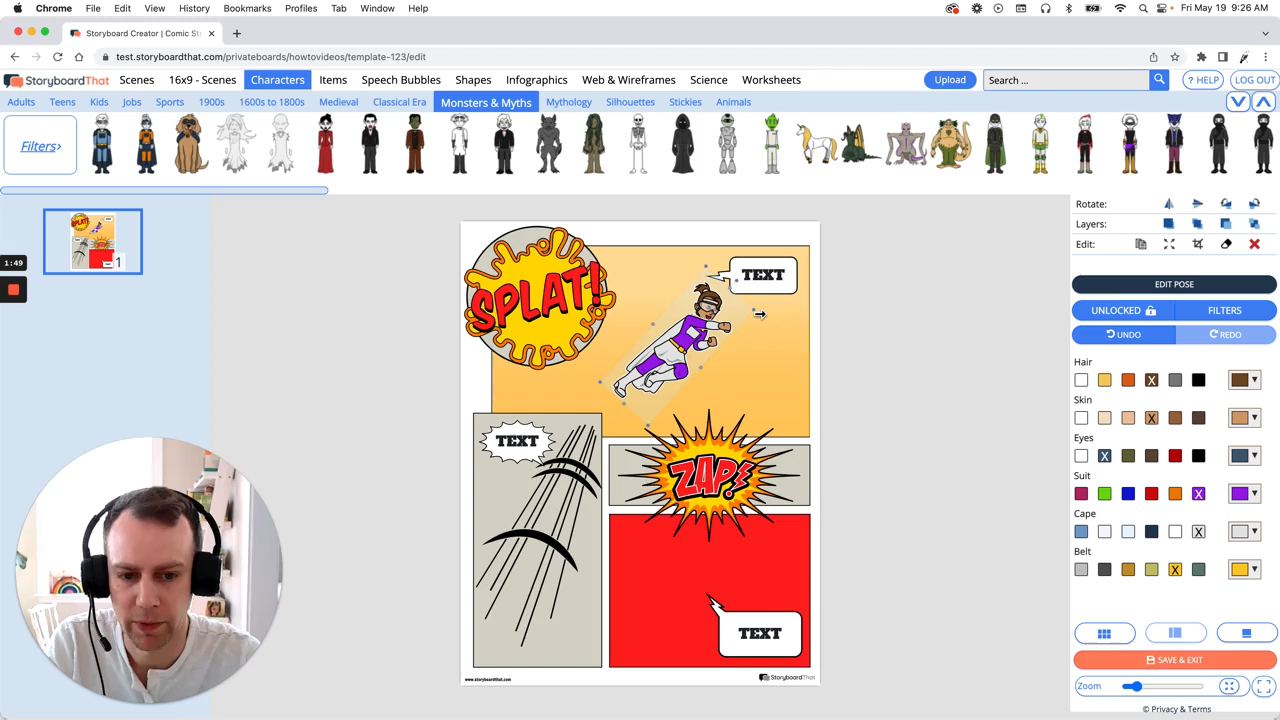 Chrome File Edit View History Bookmarks Profiles Tab Window Help
Fri May 19 9:26 AM
Storyboard Creator | Comic St
test.storyboardthat.com/privateboards/howtovideos/template-123/edit
StoryboardThat
Scenes 16x9 - Scenes Characters Items Speech Bubbles Shapes Infographics Web & Wireframes Science Worksheets
Upload
Search ...
? HELP
LOG OUT
Adults Teens Kids Jobs Sports 1900s 1600s to 1800s Medieval Classical Era Monsters & Myths Mythology Silhouettes Stickies Animals
Filters›
1
1:49
SPLAT!
TEXT
TEXT
ZAP!
TEXT
www.storyboardthat.com
StoryboardThat
Rotate:
Layers:
Edit:
EDIT POSE
UNLOCKED
FILTERS
UNDO
REDO
Hair
X
Skin
X
Eyes
X
Suit
X
Cape
X
Belt
X
SAVE & EXIT
Zoom
© Privacy & Terms